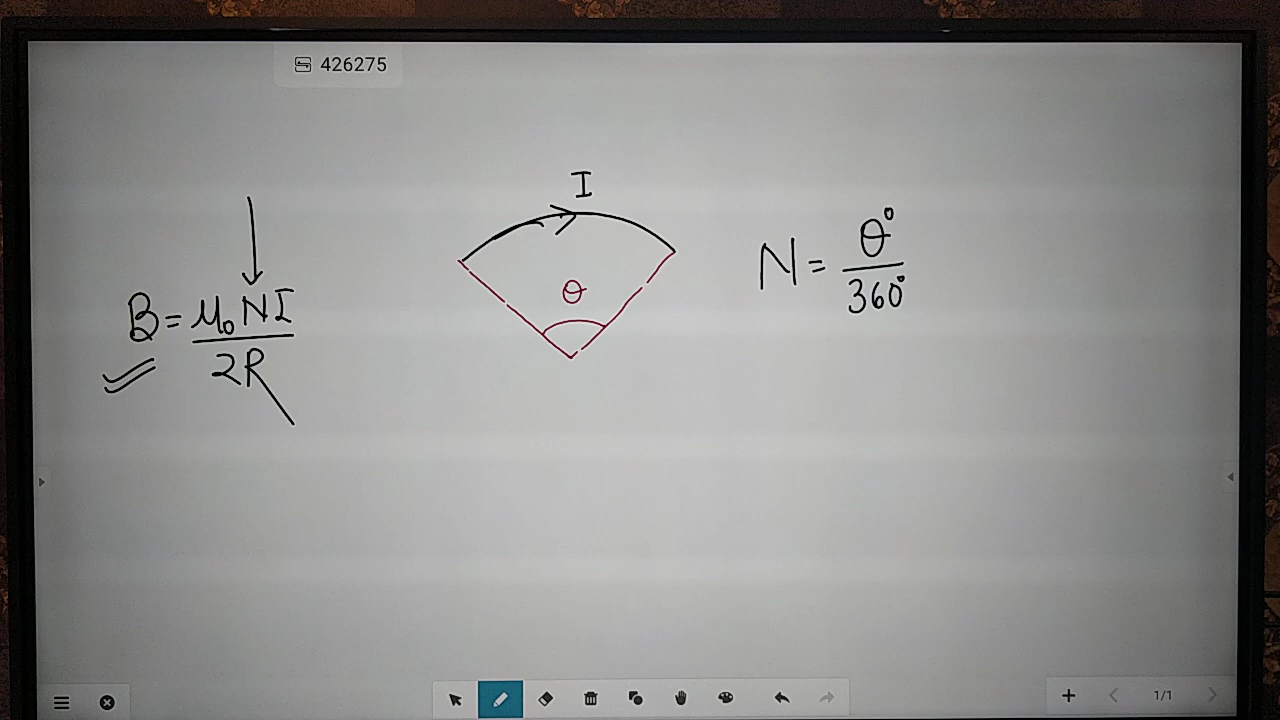 426275
I
B = μ₀NI / 2R
θ
N = θ° / 360°
1/1